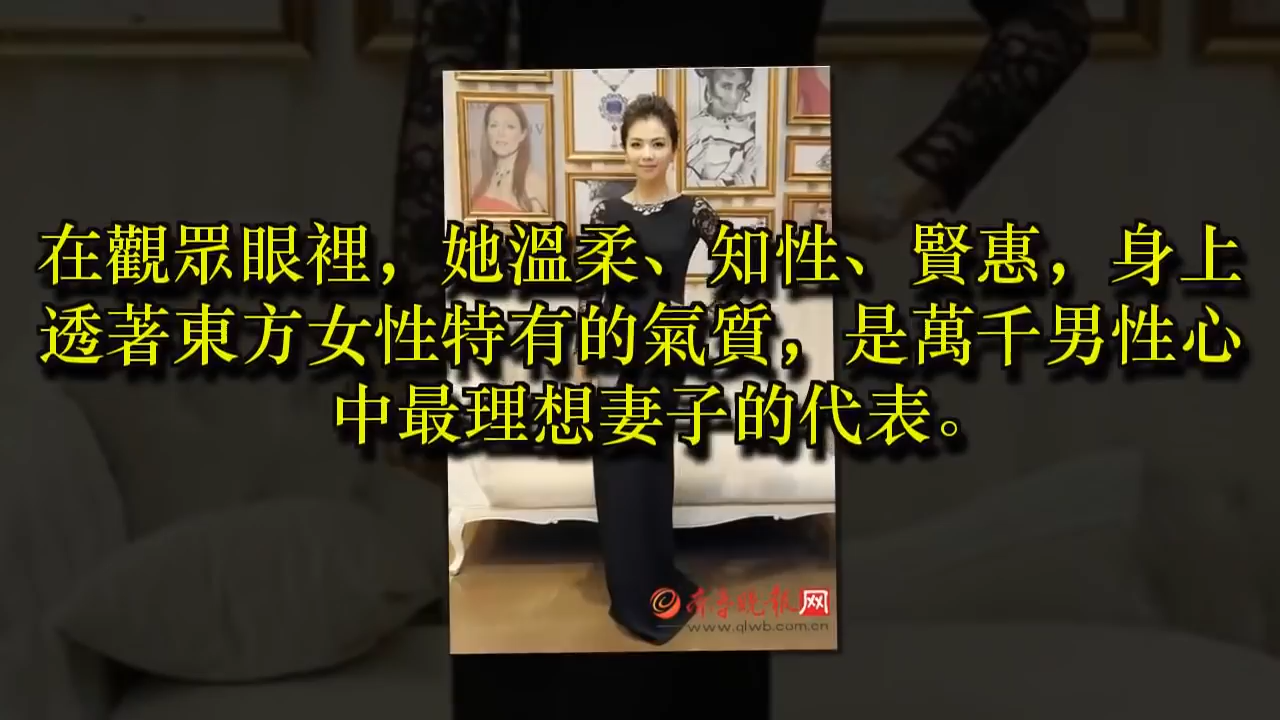 在觀眾眼裡，她溫柔、知性、賢惠，身上
透著東方女性特有的氣質，是萬千男性心
中最理想妻子的代表。
齐鲁晚报网
www.qlwb.com.cn